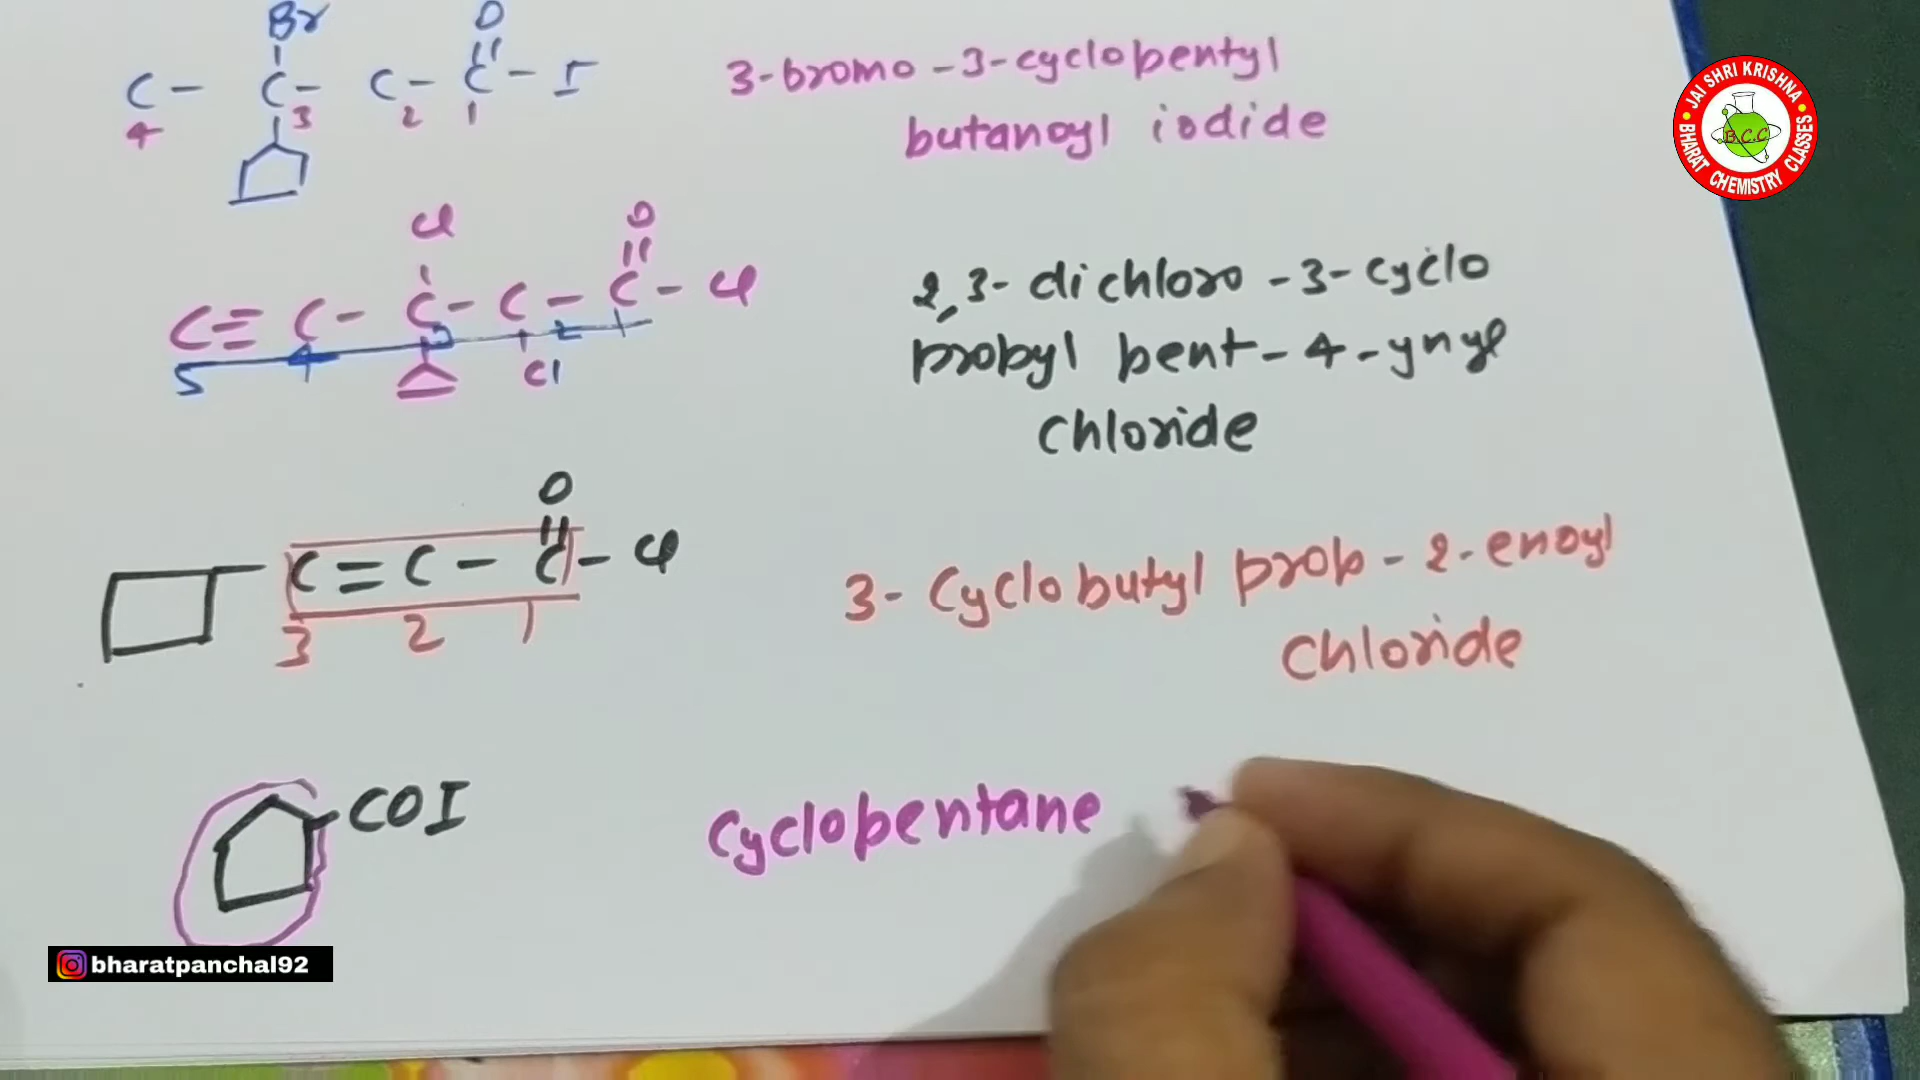 Br O
C - C - C - C - I
4 3 2 1
3-bromo-3-cyclopentyl
butanoyl iodide
Cl O
C ≡ C - C - C - C - Cl
5 4 3 2 1
Cl
2,3-dichloro-3-cyclo
propyl pent-4-ynyl
chloride
O
C = C - C - Cl
3 2 1
3-cyclobutyl prop-2-enoyl
chloride
COI
cyclopentane
JAI SHRI KRISHNA
B.C.C
BHARAT CHEMISTRY CLASSES
bharatpanchal92